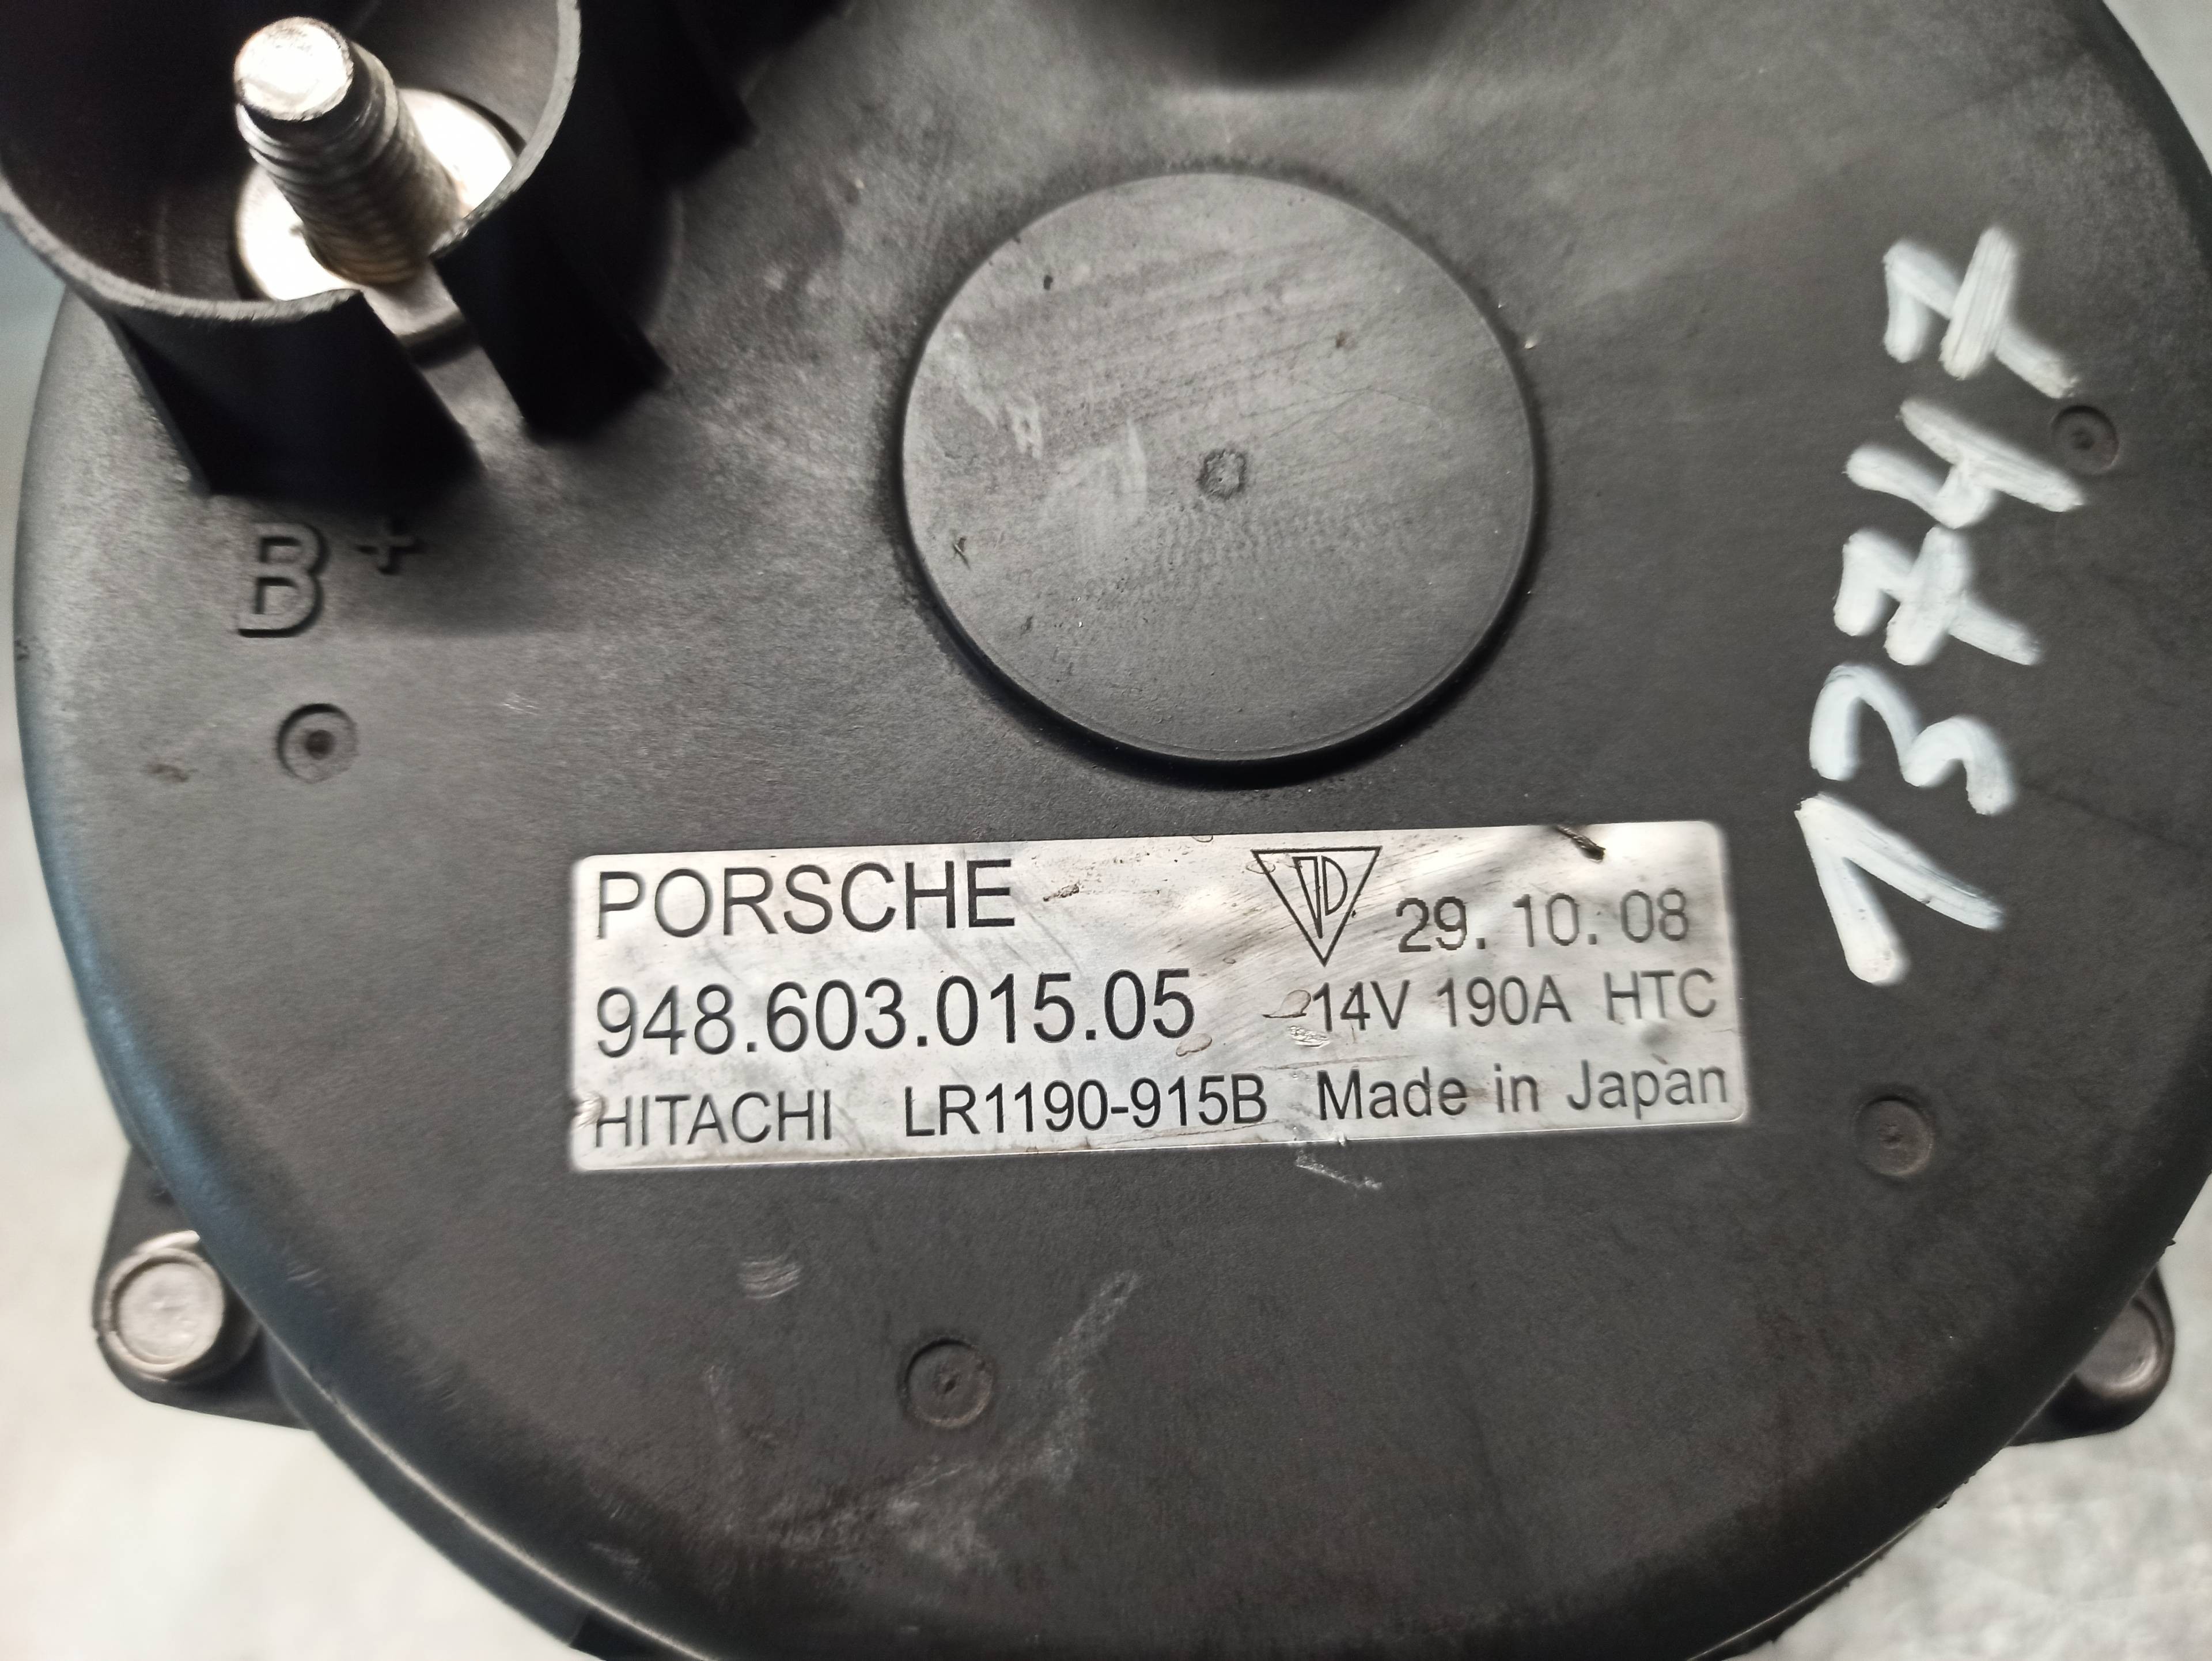 B+
PORSCHE
29. 10. 08
948.603.015.05
14V 190A HTC
HITACHI LR1190-915B Made in Japan
13747